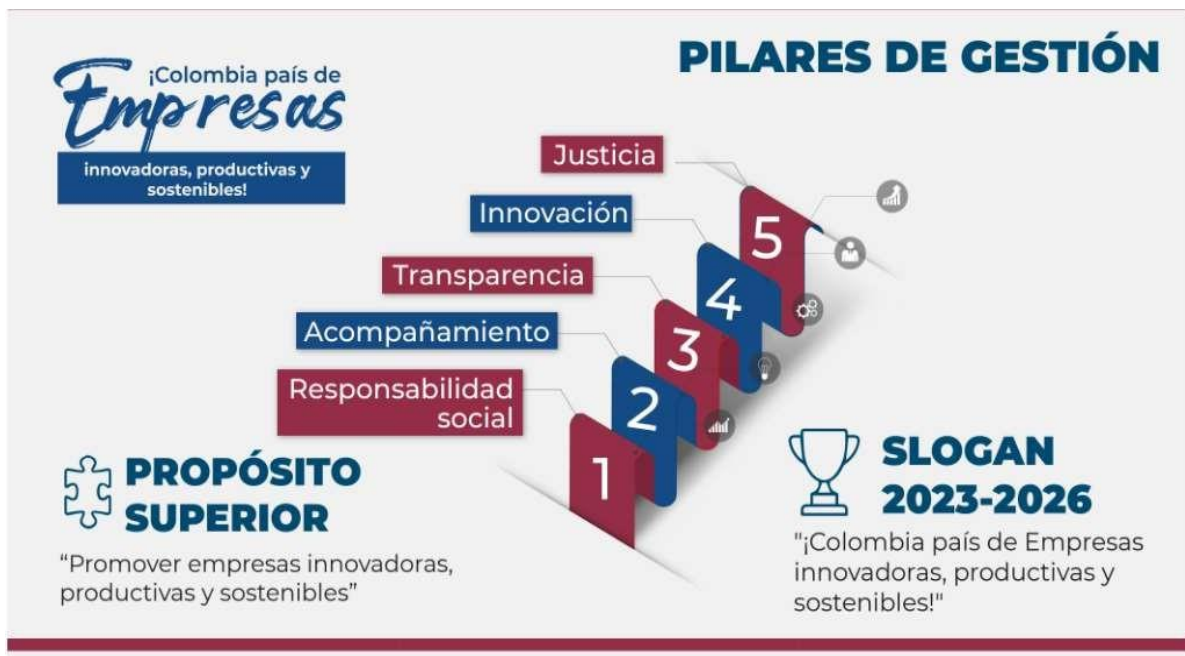 PILARES DE GESTIÓN
¡Colombia país de
Empresas
innovadoras, productivas y
sostenibles!
Justicia
5
Innovación
4
Transparencia
3
Acompañamiento
2
Responsabilidad
social
1
PROPÓSITO
SUPERIOR
“Promover empresas innovadoras,
productivas y sostenibles”
SLOGAN
2023-2026
"¡Colombia país de Empresas
innovadoras, productivas y
sostenibles!"